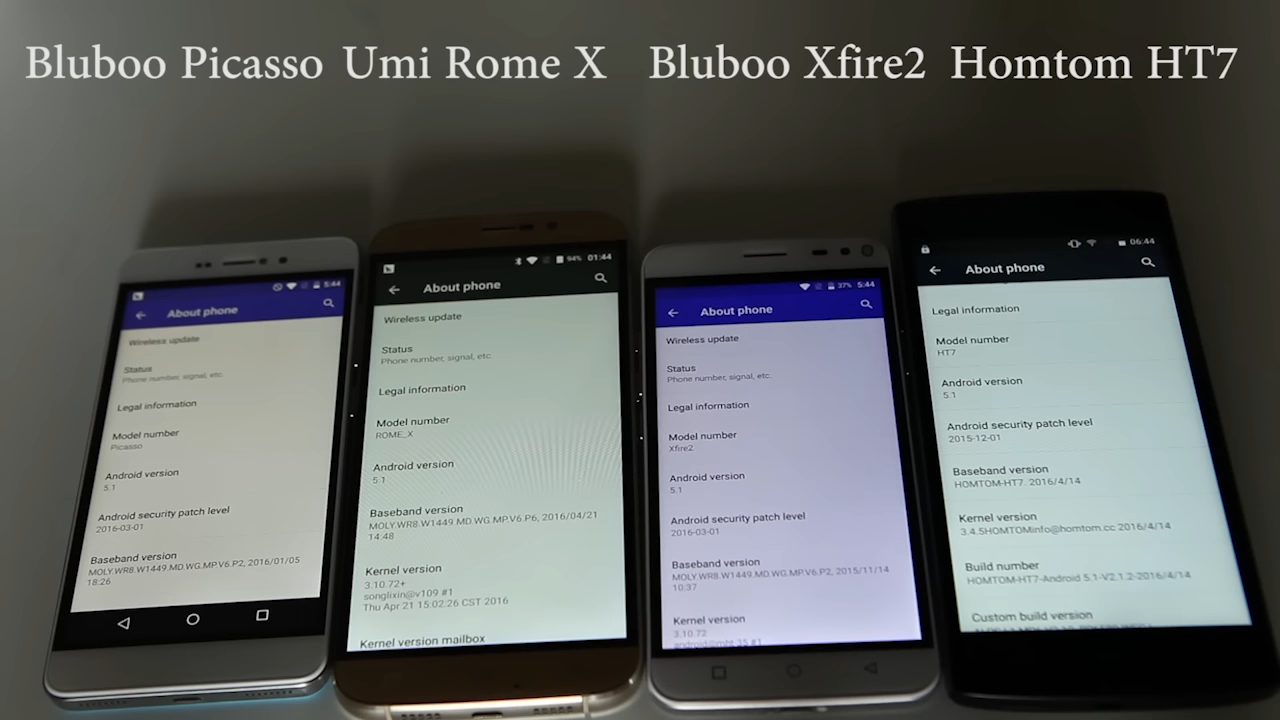 Bluboo Picasso
Umi Rome X
Bluboo Xfire2
Homtom HT7
5:44
About phone
Wireless update
Status
Phone number, signal, etc.
Legal information
Model number
Picasso
Android version
5.1
Android security patch level
2016-03-01
Baseband version
MOLY.WR8.W1449.MD.WG.MP.V6.P2, 2016/01/05
18:26
94% 01:44
About phone
Wireless update
Status
Phone number, signal, etc.
Legal information
Model number
ROME_X
Android version
5.1
Baseband version
MOLY.WR8.W1449.MD.WG.MP.V6.P6, 2016/04/21
14:48
Kernel version
3.10.72+
songlixin@v109 #1
Thu Apr 21 15:02:26 CST 2016
Kernel version mailbox
37% 5:44
About phone
Wireless update
Status
Phone number, signal, etc.
Legal information
Model number
Xfire2
Android version
5.1
Android security patch level
2016-03-01
Baseband version
MOLY.WR8.W1449.MD.WG.MP.V6.P2, 2015/11/14
10:37
Kernel version
3.10.72
06:44
About phone
Legal information
Model number
HT7
Android version
5.1
Android security patch level
2015-12-01
Baseband version
HOMTOM-HT7. 2016/4/14
Kernel version
3.4.5HOMTOMinfo@homtom.cc 2016/4/14
Build number
HOMTOM-HT7-Android 5.1-V2.1.2-2016/4/14
Custom build version